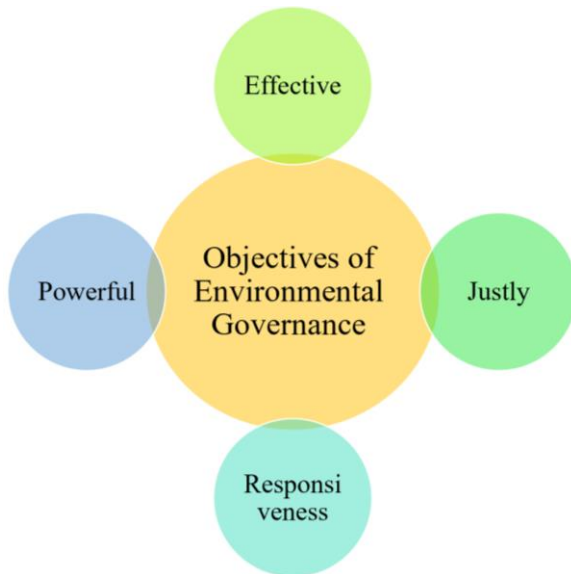 Effective
Objectives of
Environmental
Governance
Powerful
Justly
Responsi
veness